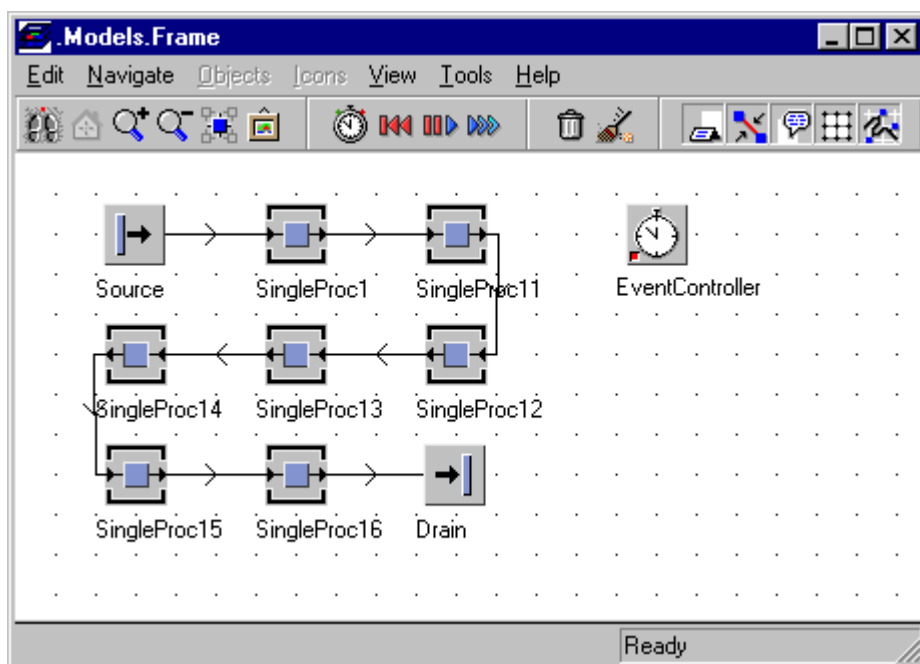 .Models.Frame
Edit Navigate Objects Icons View Tools Help
Source SingleProc1 SingleProc11 EventController
SingleProc14 SingleProc13 SingleProc12
SingleProc15 SingleProc16 Drain
Ready